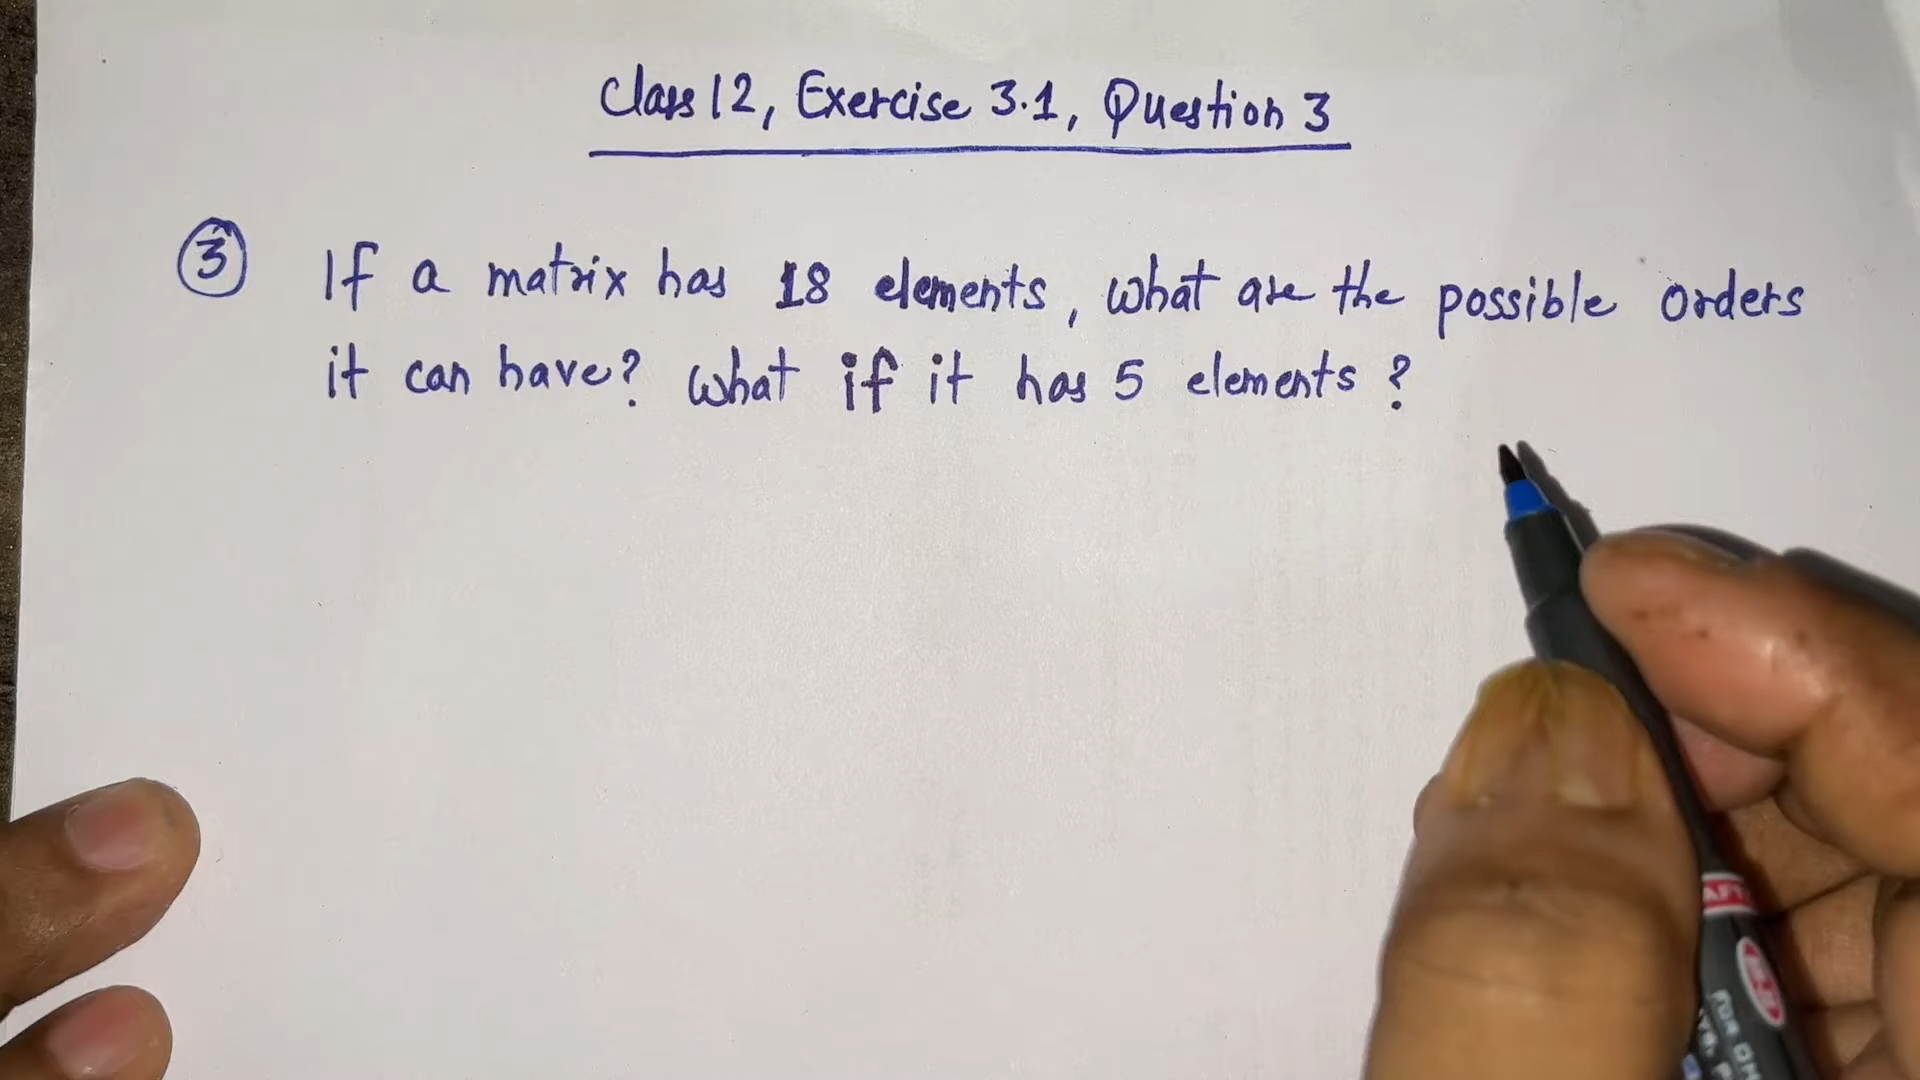 Class 12, Exercise 3.1, Question 3
3 If a matrix has 18 elements, what are the possible orders
it can have? What if it has 5 elements?